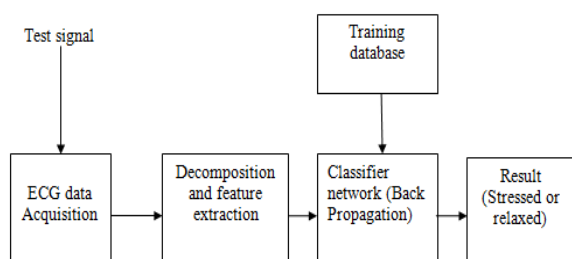 Test signal
Training
database
ECG data
Acquisition
Decomposition
and feature
extraction
Classifier
network (Back
Propagation)
Result
(Stressed or
relaxed)